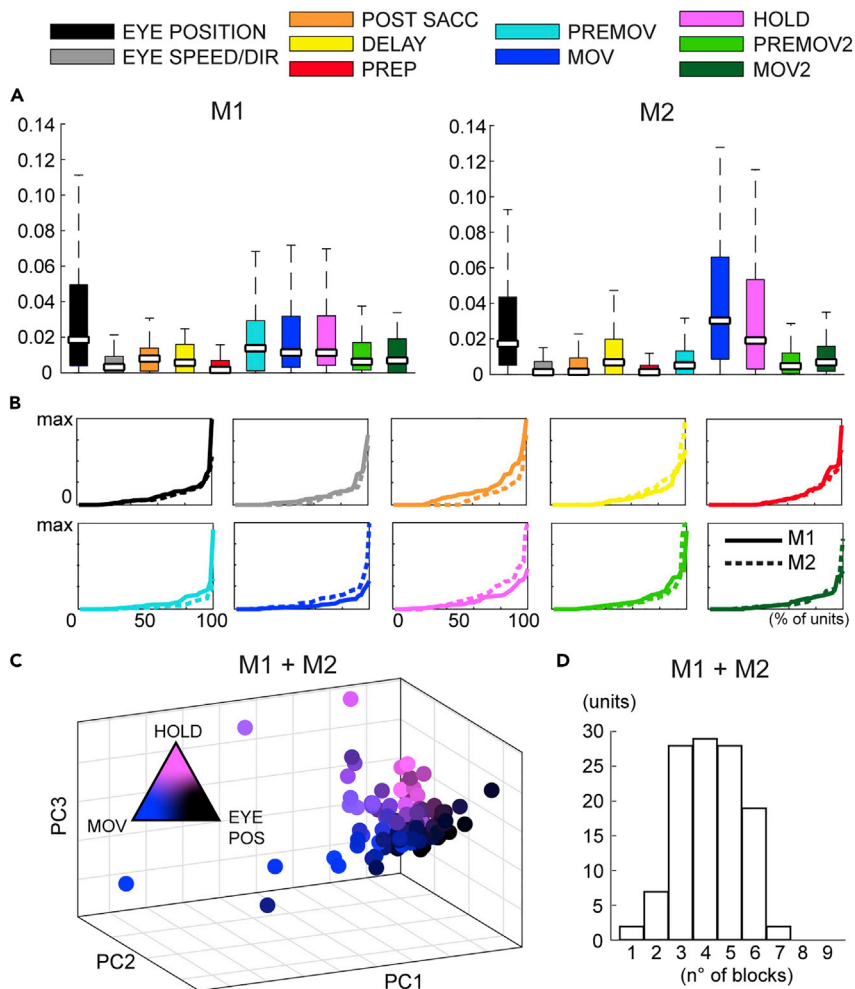 EYE POSITION
EYE SPEED/DIR
POST SACC
DELAY
PREP
PREMOV
MOV
HOLD
PREMOV2
MOV2
A
M1
M2
0.14
0.12
0.10
0.08
0.06
0.04
0.02
0
0.14
0.12
0.10
0.08
0.06
0.04
0.02
0
B
max
0
max
0
0 50 100
0 50 100
M1
M2
(% of units)
C
M1 + M2
HOLD
MOV
EYE
POS
PC3
PC2
PC1
D
M1 + M2
(units)
30
25
20
15
10
5
0
1 2 3 4 5 6 7 8 9
(n° of blocks)